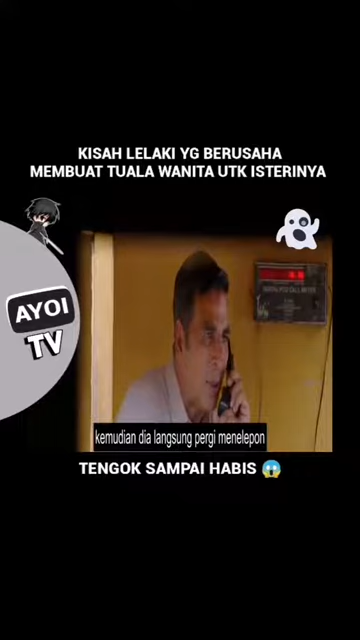 KISAH LELAKI YG BERUSAHA
MEMBUAT TUALA WANITA UTK ISTERINYA
AYOI
TV
kemudian dia langsung pergi menelepon
TENGOK SAMPAI HABIS 😱